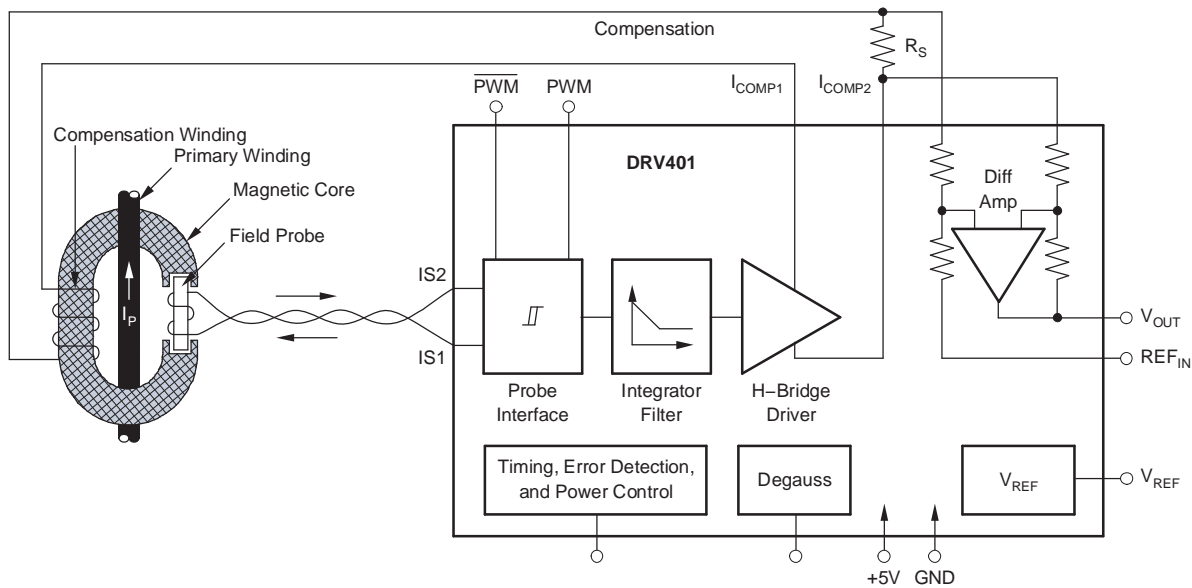 Compensation
R_S
PWM
PWM
I_COMP1
I_COMP2
Compensation Winding
Primary Winding
DRV401
Magnetic Core
Diff
Amp
Field Probe
IS2
I_P
IS1
V_OUT
REF_IN
Probe
Interface
Integrator
Filter
H−Bridge
Driver
Timing, Error Detection,
and Power Control
Degauss
V_REF
V_REF
+5V
GND